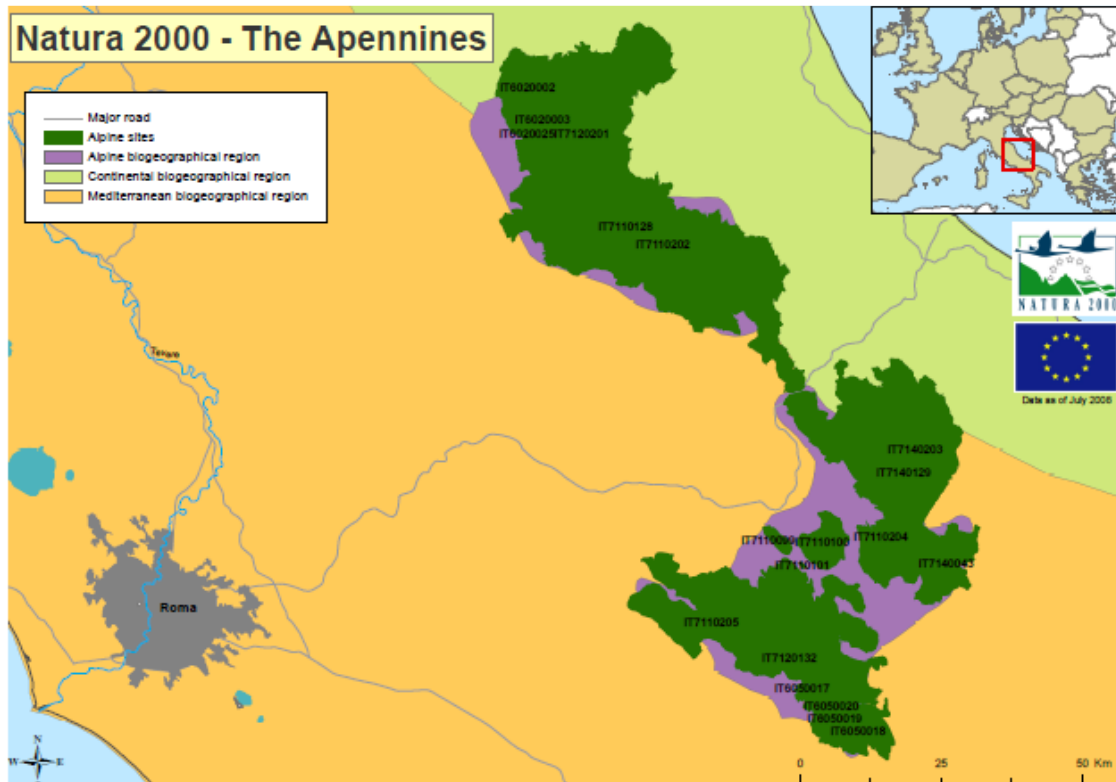 Natura 2000 - The Apennines
Major road
Alpine sites
Alpine biogeographical region
Continental biogeographical region
Mediterranean biogeographical region
IT6020002
IT6020003
IT6020025IT7120201
IT7110128
IT7110202
NATURA 2000
Data as of July 2006
Tevere
IT7140203
IT7140129
IT7110099
IT7110100
IT7110204
IT7110101
IT7140043
Roma
IT7110205
IT7120132
IT6050017
IT6050020
IT6050019
IT6050018
N
W
E
S
0 25 50 Km